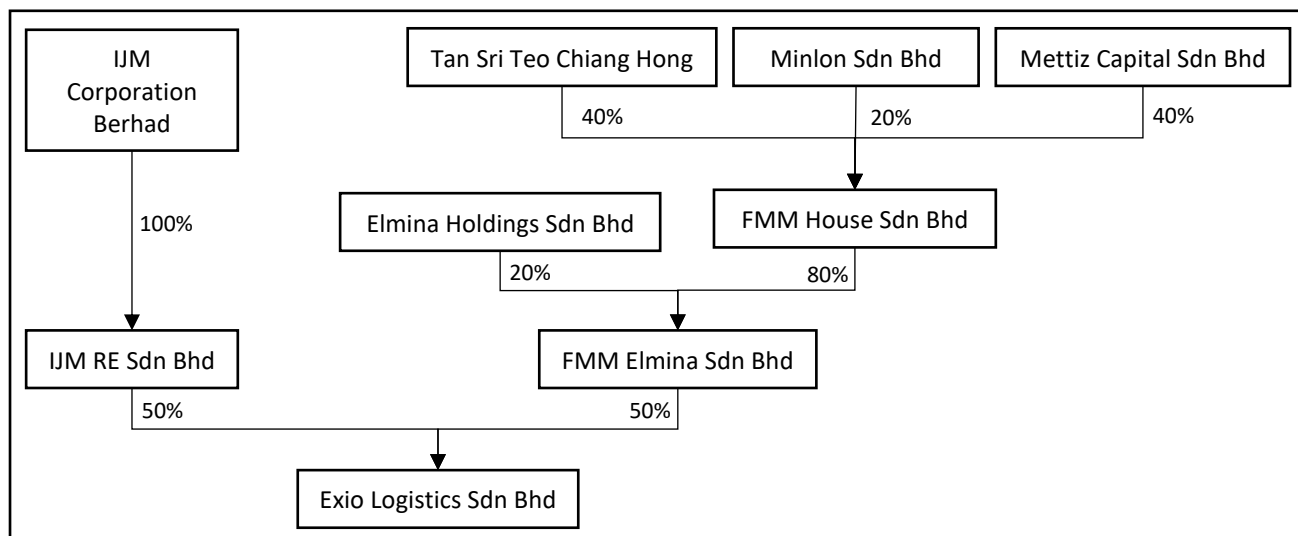 IJM
Corporation
Berhad
Tan Sri Teo Chiang Hong
Minlon Sdn Bhd
Mettiz Capital Sdn Bhd
40%
20%
40%
100%
Elmina Holdings Sdn Bhd
FMM House Sdn Bhd
20%
80%
IJM RE Sdn Bhd
FMM Elmina Sdn Bhd
50%
50%
Exio Logistics Sdn Bhd